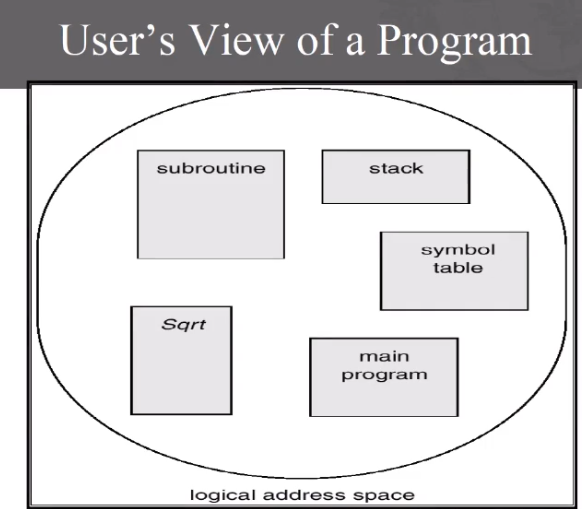 User's View of a Program
subroutine
stack
symbol
table
Sqrt
main
program
logical address space